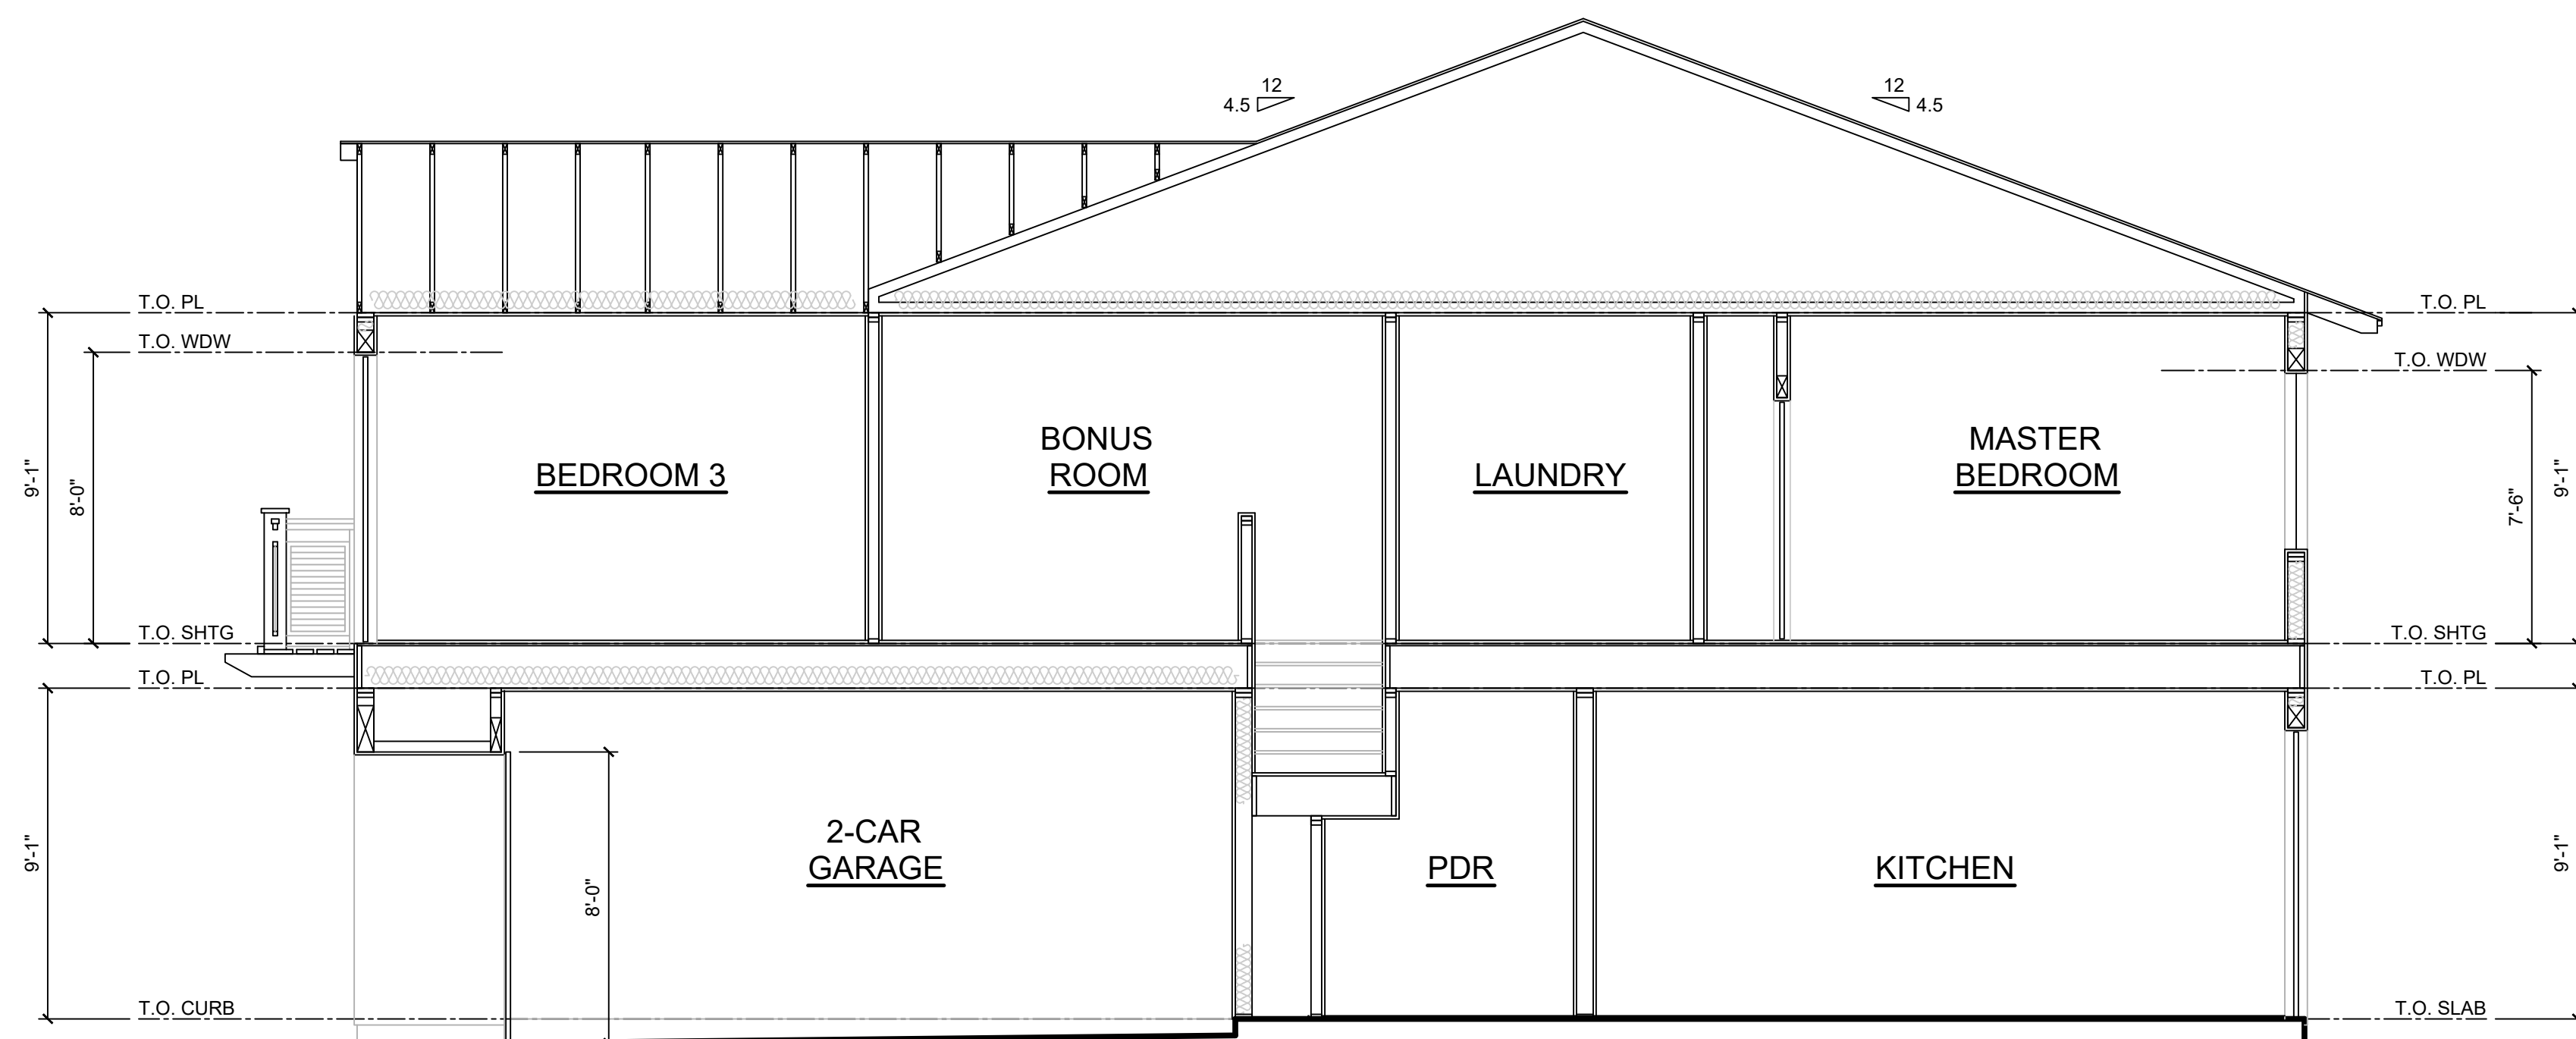 12
4.5
12
4.5
T.O. PL
T.O. PL
T.O. WDW
T.O. WDW
BONUS
ROOM
MASTER
BEDROOM
BEDROOM 3
LAUNDRY
9'-1"
8'-0"
7'-6"
9'-1"
T.O. SHTG
T.O. SHTG
T.O. PL
T.O. PL
2-CAR
GARAGE
PDR
KITCHEN
9'-1"
8'-0"
9'-1"
T.O. CURB
T.O. SLAB